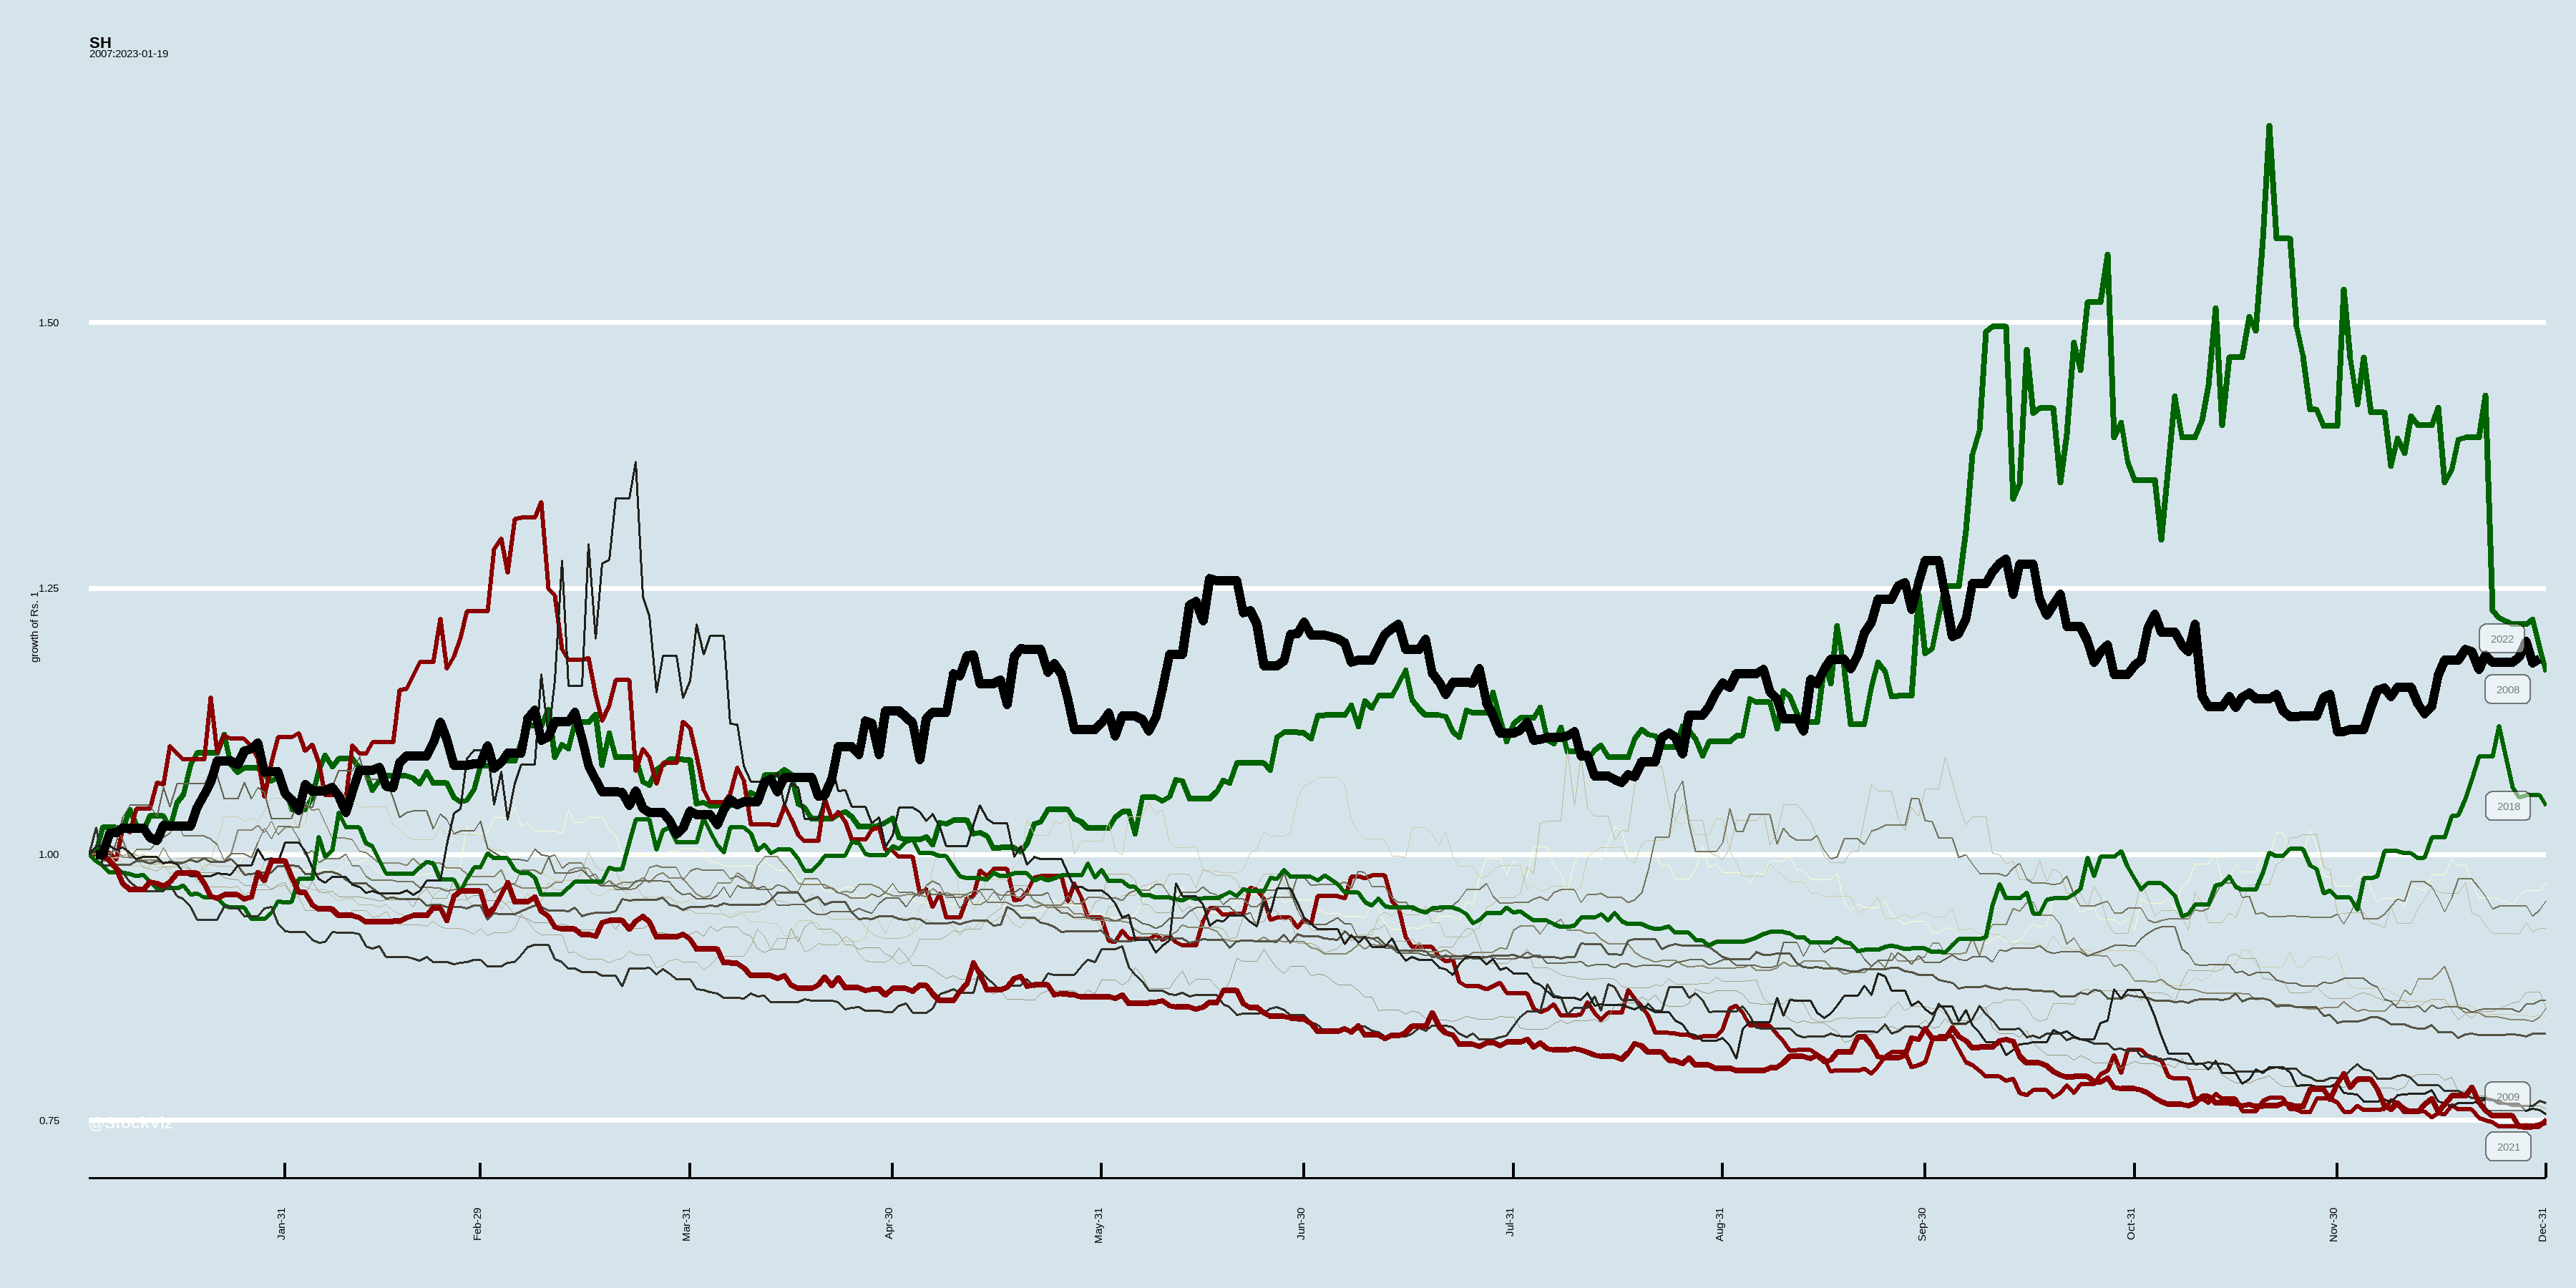 SH
2007:2023-01-19
1.50
1.25
growth of Rs. 1
1.00
0.75
@StockViz
2022
2008
2018
2009
2021
Jan-31
Feb-29
Mar-31
Apr-30
May-31
Jun-30
Jul-31
Aug-31
Sep-30
Oct-31
Nov-30
Dec-31